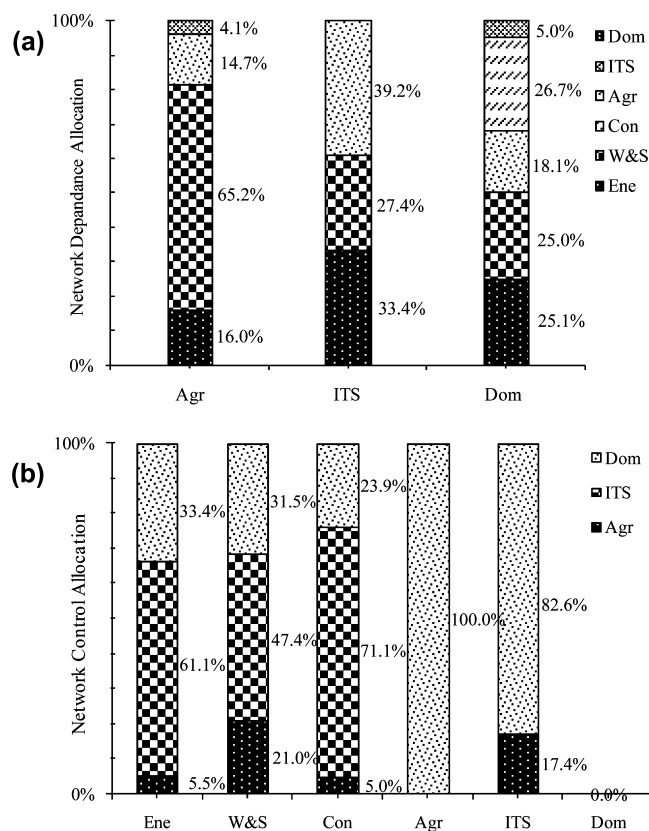 (a)
Network Depandance Allocation
100%
0%
4.1%
14.7%
65.2%
16.0%
39.2%
27.4%
33.4%
5.0%
26.7%
18.1%
25.0%
25.1%
Agr
ITS
Dom
Dom
ITS
Agr
Con
W&S
Ene
(b)
Network Control Allocation
100%
0%
33.4%
61.1%
5.5%
31.5%
47.4%
21.0%
23.9%
71.1%
5.0%
100.0%
82.6%
17.4%
0.0%
Ene
W&S
Con
Agr
ITS
Dom
Dom
ITS
Agr